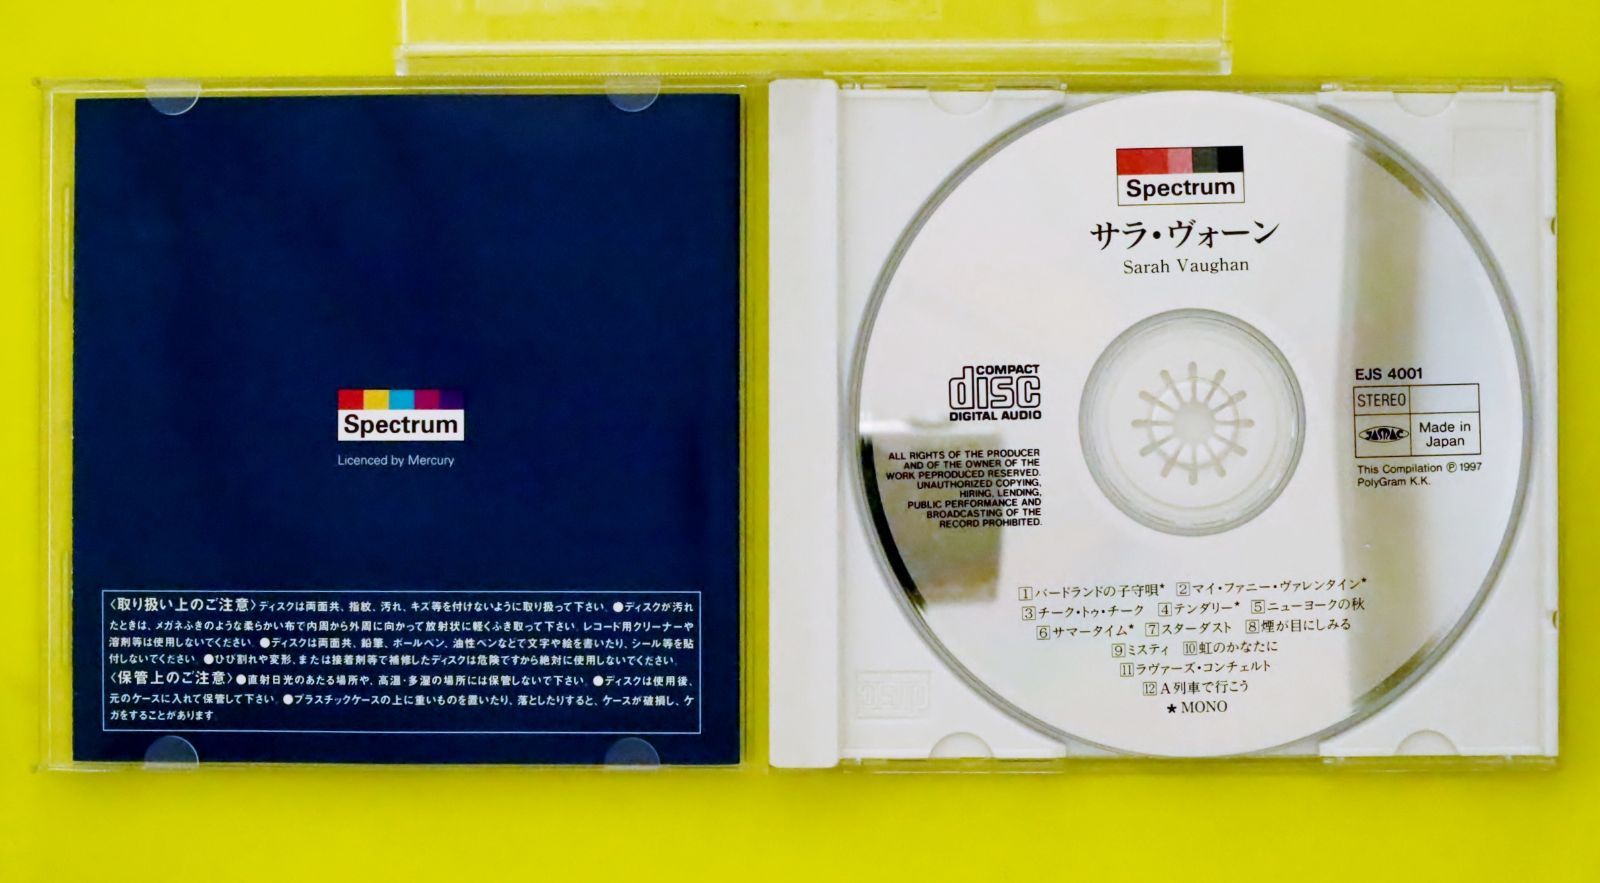 Spectrum
Licenced by Mercury
〈取り扱い上のご注意〉ディスクは両面共、指紋、汚れ、キズ等を付けないように取り扱って下さい。●ディスクが汚れ
たときは、メガネふきのような柔らかい布で内周から外周に向かって放射状に軽くふき取って下さい。レコード用クリーナーや
溶剤等は使用しないでください。●ディスクは両面共、鉛筆、ボールペン、油性ペンなどで文字や絵を書いたり、シール等を貼
付しないでください。●ひび割れや変形、または接着剤等で補修したディスクは危険ですから絶対に使用しないでください。
〈保管上のご注意〉●直射日光のあたる場所や、高温・多湿の場所には保管しないで下さい。●ディスクは使用後、
元のケースに入れて保管して下さい。●プラスチックケースの上に重いものを置いたり、落としたりすると、ケースが破損し、ケ
ガをすることがあります。
Spectrum
サラ・ヴォーン
Sarah Vaughan
COMPACT
disc
DIGITAL AUDIO
ALL RIGHTS OF THE PRODUCER
AND OF THE OWNER OF THE
WORK PEPRODUCED RESERVED.
UNAUTHORIZED COPYING,
HIRING, LENDING,
PUBLIC PERFORMANCE AND
BROADCASTING OF THE
RECORD PROHIBITED.
EJS 4001
STEREO
JASRAC
Made in
Japan
This Compilation ℗ 1997
PolyGram K.K.
1 バードランドの子守唄★ 2 マイ・ファニー・ヴァレンタイン★
3 チーク・トゥ・チーク 4 テンダリー★ 5 ニューヨークの秋
6 サマータイム★ 7 スターダスト 8 煙が目にしみる
9 ミスティ 10 虹のかなたに
11 ラヴァーズ・コンチェルト
12 A列車で行こう
★MONO